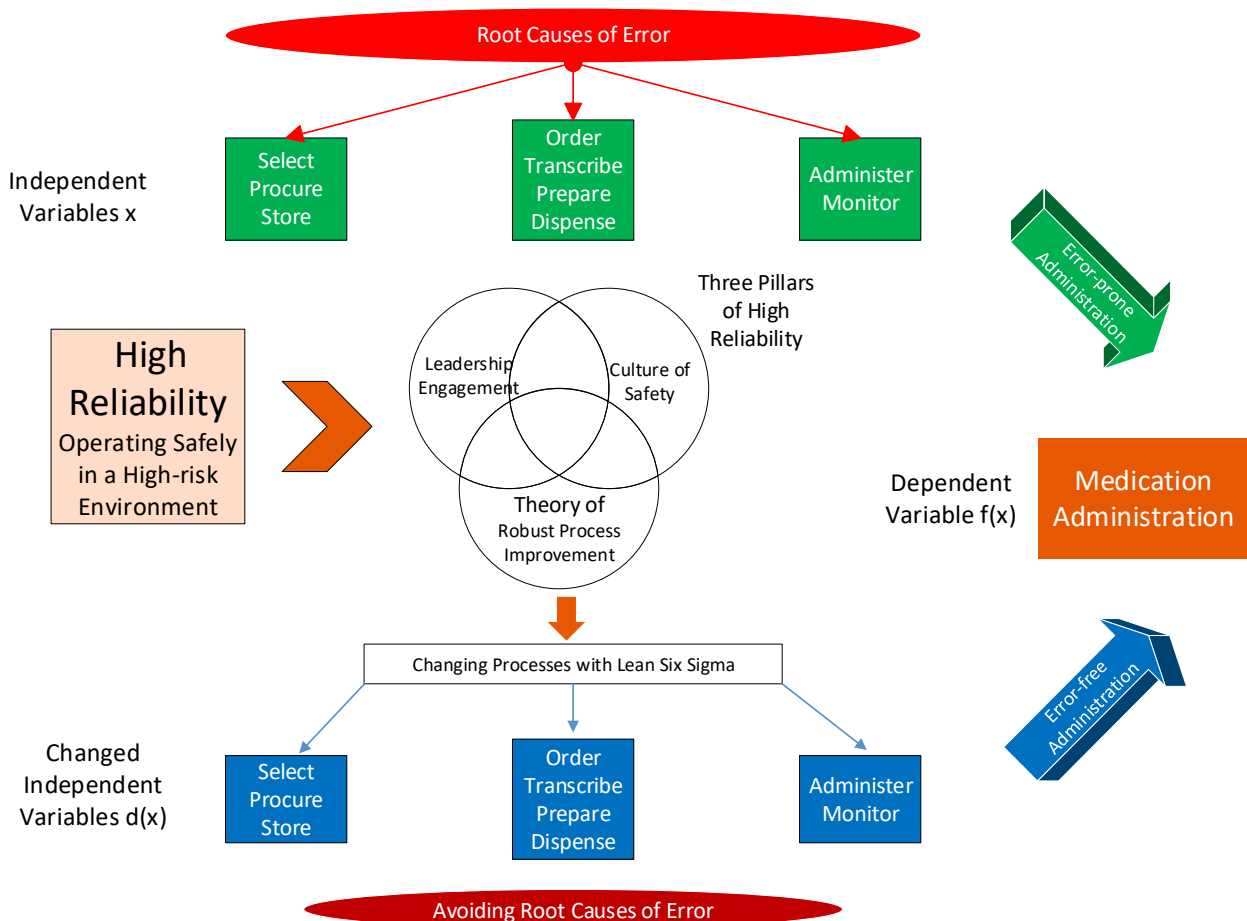 Root Causes of Error
Independent
Variables x
Select
Procure
Store
Order
Transcribe
Prepare
Dispense
Administer
Monitor
Error-prone
Administration
Three Pillars
of High
Reliability
High
Reliability
Operating Safely
in a High-risk
Environment
Leadership
Engagement
Culture of
Safety
Theory of
Robust Process
Improvement
Dependent
Variable f(x)
Medication
Administration
Changing Processes with Lean Six Sigma
Error-free
Administration
Changed
Independent
Variables d(x)
Select
Procure
Store
Order
Transcribe
Prepare
Dispense
Administer
Monitor
Avoiding Root Causes of Error